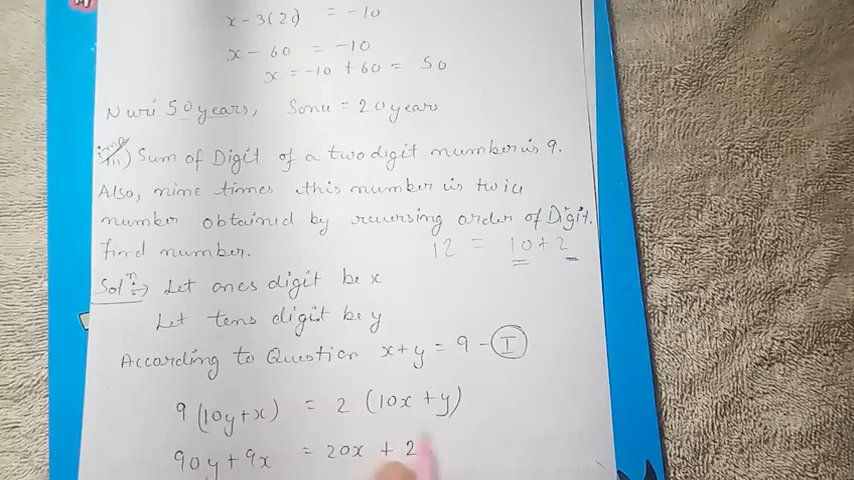 x - 3(20) = -10
x - 60 = -10
x = -10 + 60 = 50
Nuri 50 years, Sonu = 20 years
imp
iii) Sum of Digit of a two digit number is 9.
Also, nine times this number is twice
number obtained by reversing order of Digit.
find number.
12 = 10 + 2
Solⁿ :→ Let ones digit be x
Let tens digit be y
According to Question x + y = 9 - I
9 (10y + x) = 2 (10x + y)
90y + 9x = 20x + 2